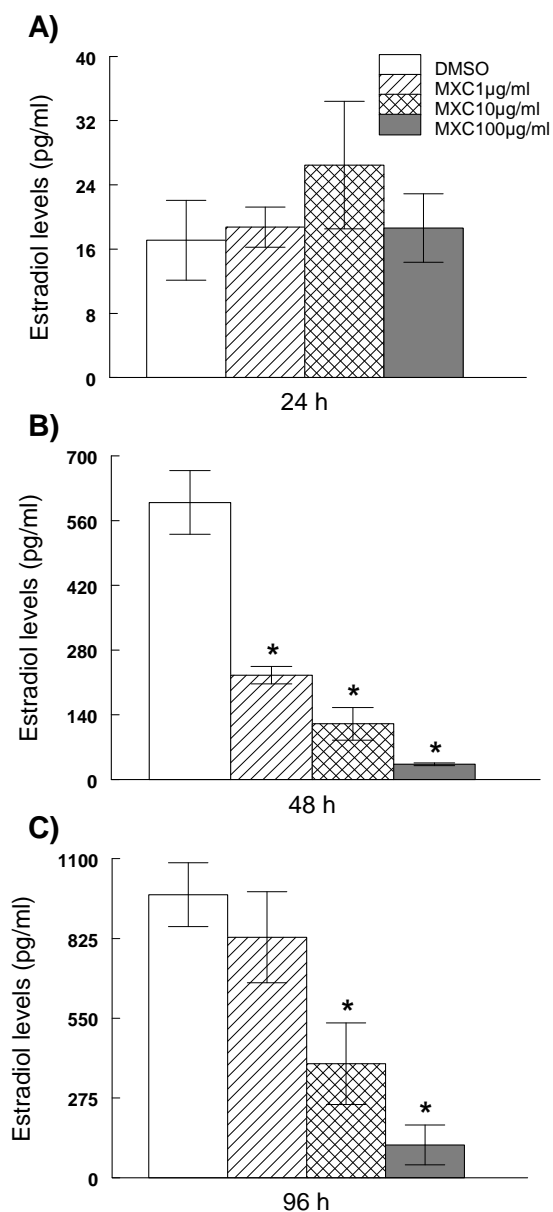 A)
40
32
24
16
8
0
Estradiol levels (pg/ml)
DMSO
MXC1µg/ml
MXC10µg/ml
MXC100µg/ml
24 h
B)
700
560
420
280
140
0
Estradiol levels (pg/ml)
*
*
*
48 h
C)
1100
825
550
275
0
Estradiol levels (pg/ml)
*
*
96 h